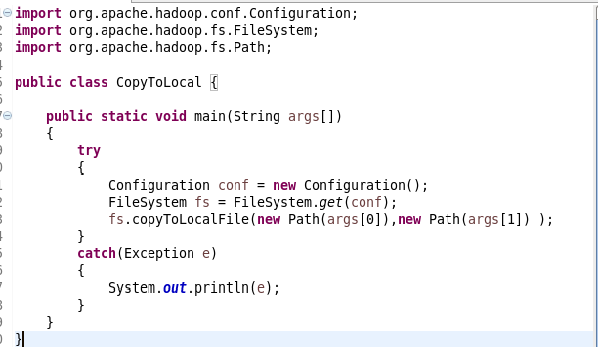 import org.apache.hadoop.conf.Configuration;
import org.apache.hadoop.fs.FileSystem;
import org.apache.hadoop.fs.Path;

public class CopyToLocal {

    public static void main(String args[])
    {
        try
        {
            Configuration conf = new Configuration();
            FileSystem fs = FileSystem.get(conf);
            fs.copyToLocalFile(new Path(args[0]),new Path(args[1]) );
        }
        catch(Exception e)
        {
            System.out.println(e);
        }
    }
}